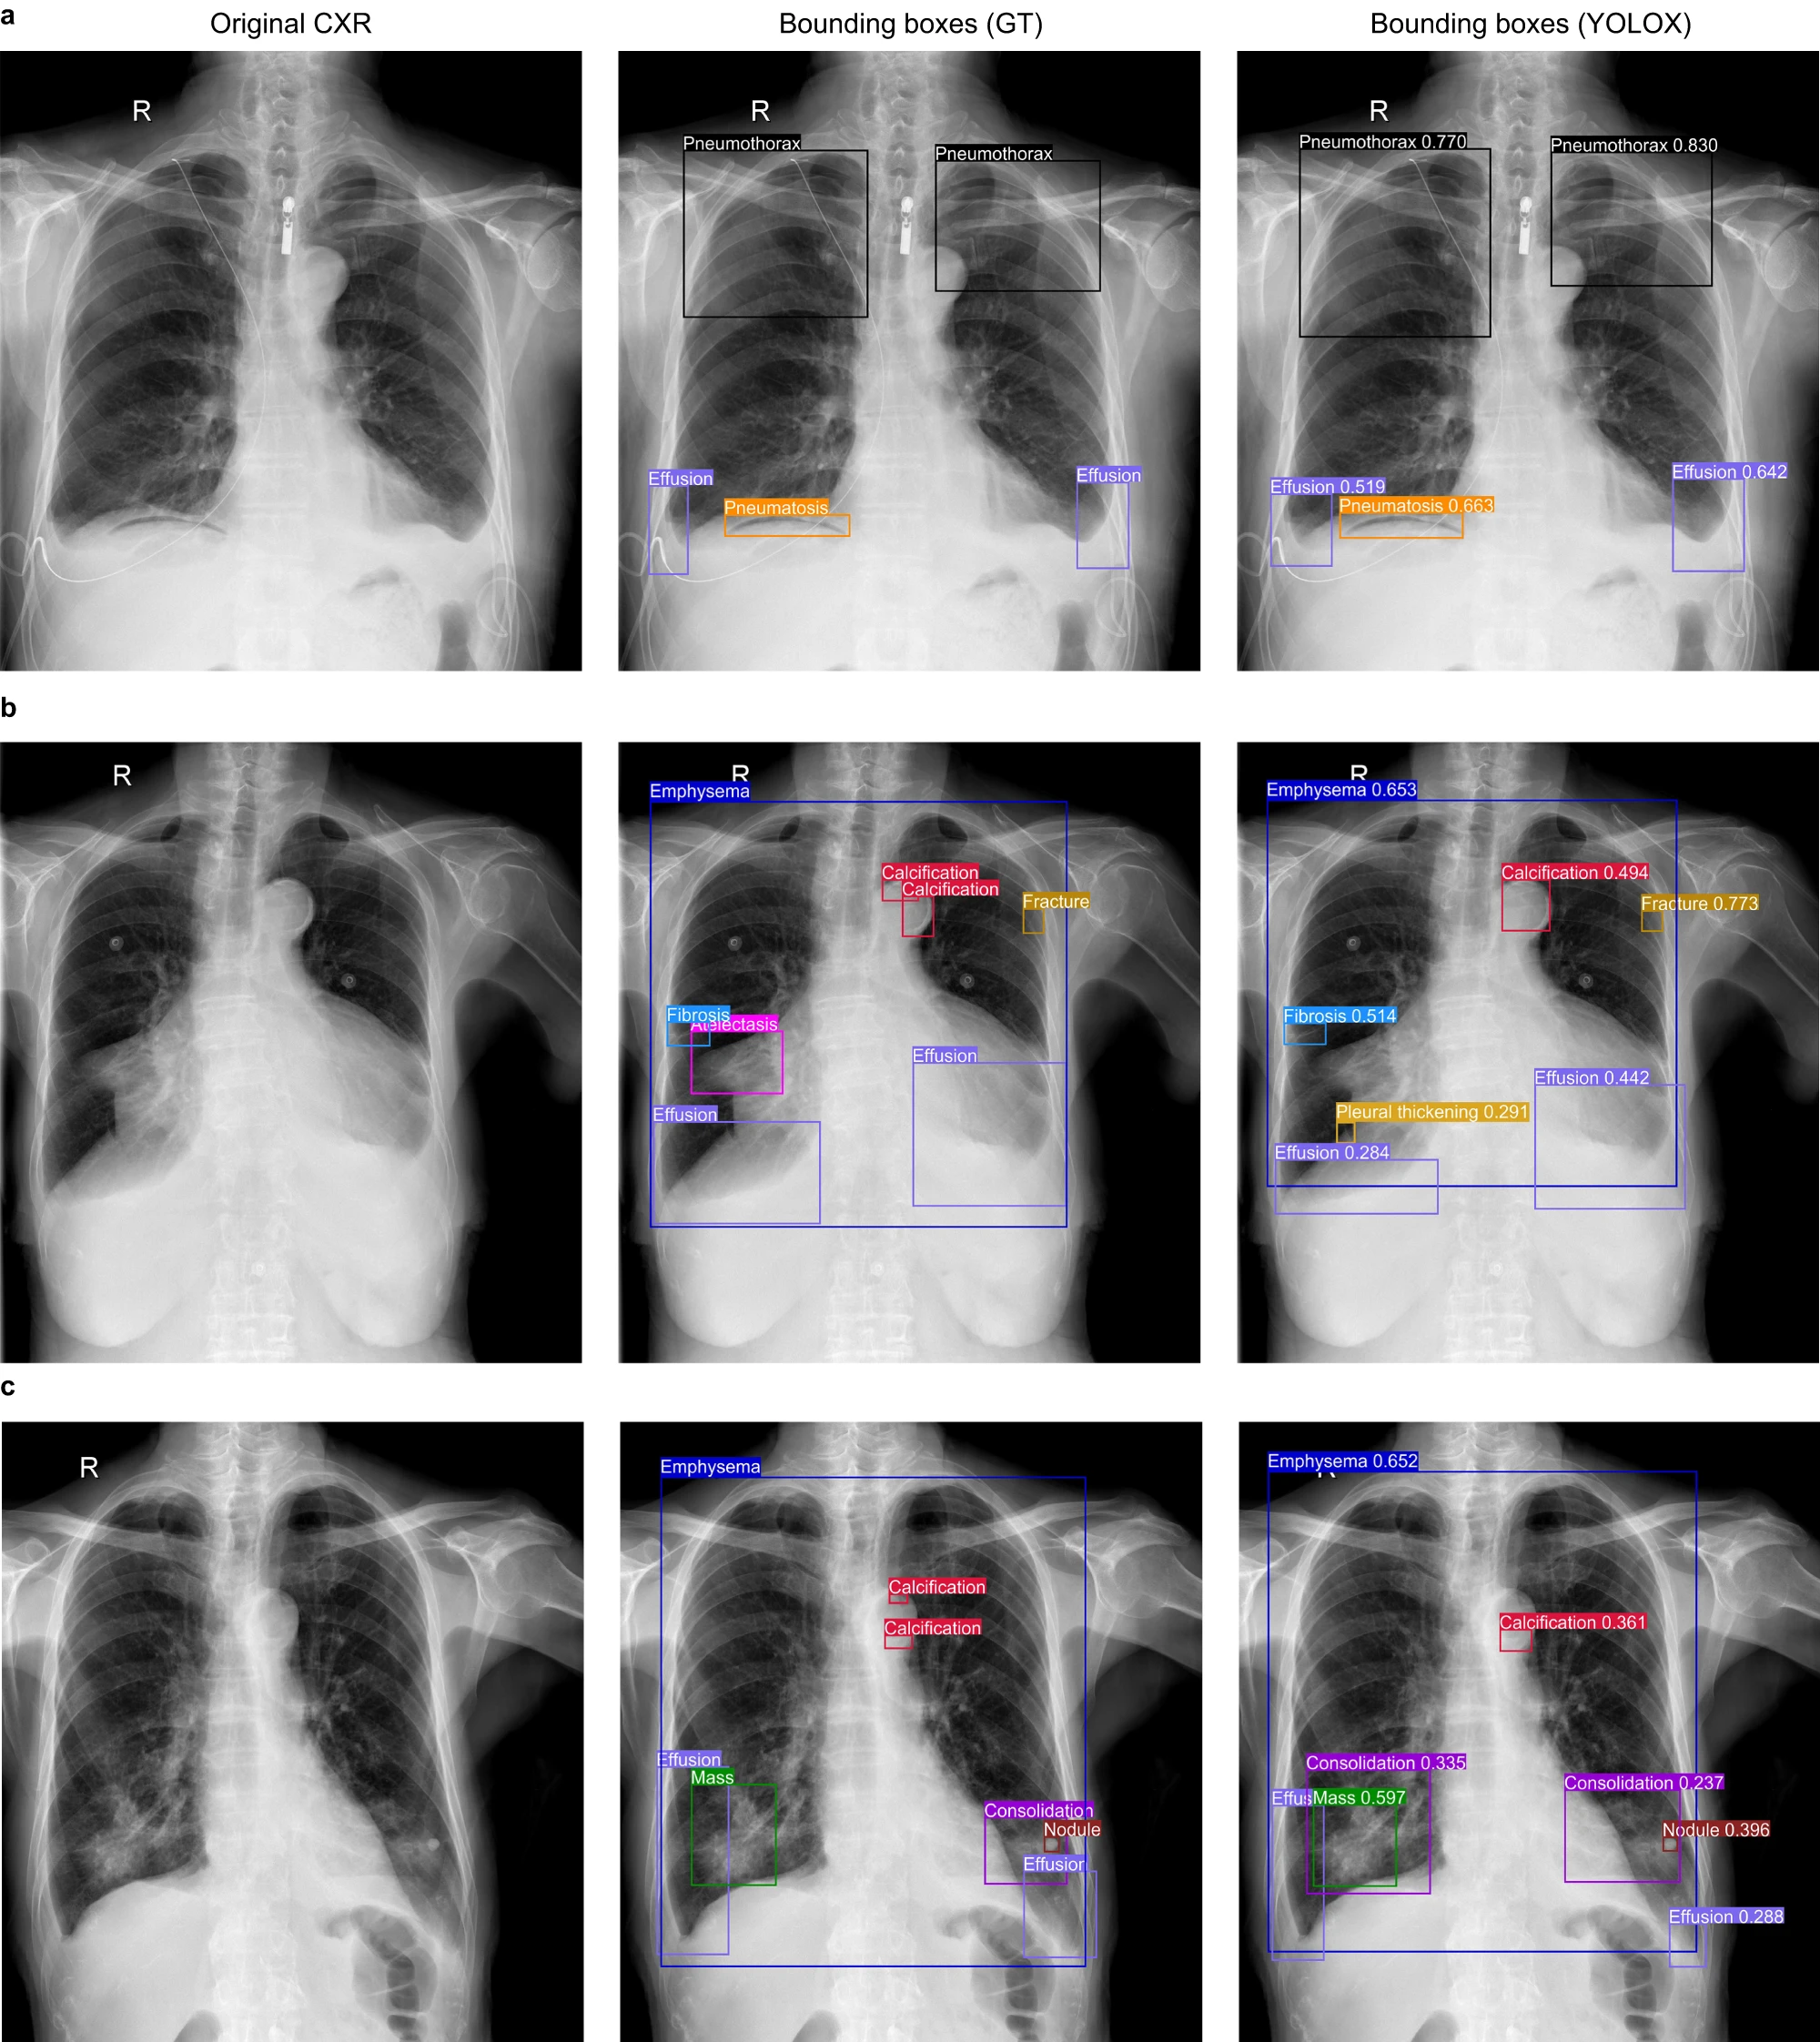 a
Original CXR
Bounding boxes (GT)
Bounding boxes (YOLOX)
R
R
Pneumothorax
Pneumothorax
Effusion
Pneumatosis
Effusion
R
Pneumothorax 0.770
Pneumothorax 0.830
Effusion 0.519
Pneumatosis 0.663
Effusion 0.642
b
R
R
Emphysema
Calcification
Calcification
Fracture
Fibrosis
Atelectasis
Effusion
Effusion
R
Emphysema 0.653
Calcification 0.494
Fracture 0.773
Fibrosis 0.514
Effusion 0.442
Pleural thickening 0.291
Effusion 0.284
c
R
Emphysema
Calcification
Calcification
Effusion
Mass
Consolidation
Nodule
Effusion
Emphysema 0.652
Calcification 0.361
Consolidation 0.335
Consolidation 0.237
Effus
Mass 0.597
Nodule 0.396
Effusion 0.288